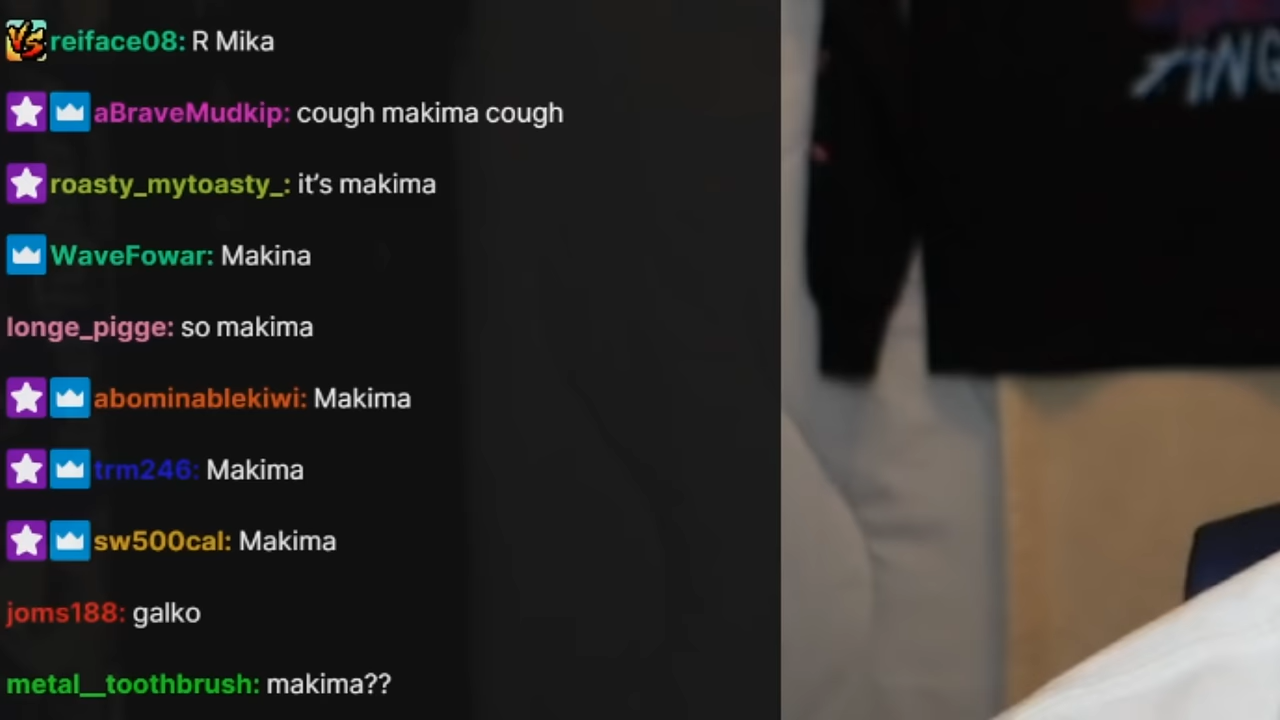 reiface08: R Mika
aBraveMudkip: cough makima cough
roasty_mytoasty_: it’s makima
WaveFowar: Makina
longe_pigge: so makima
abominablekiwi: Makima
trm246: Makima
sw500cal: Makima
joms188: galko
metal__toothbrush: makima??